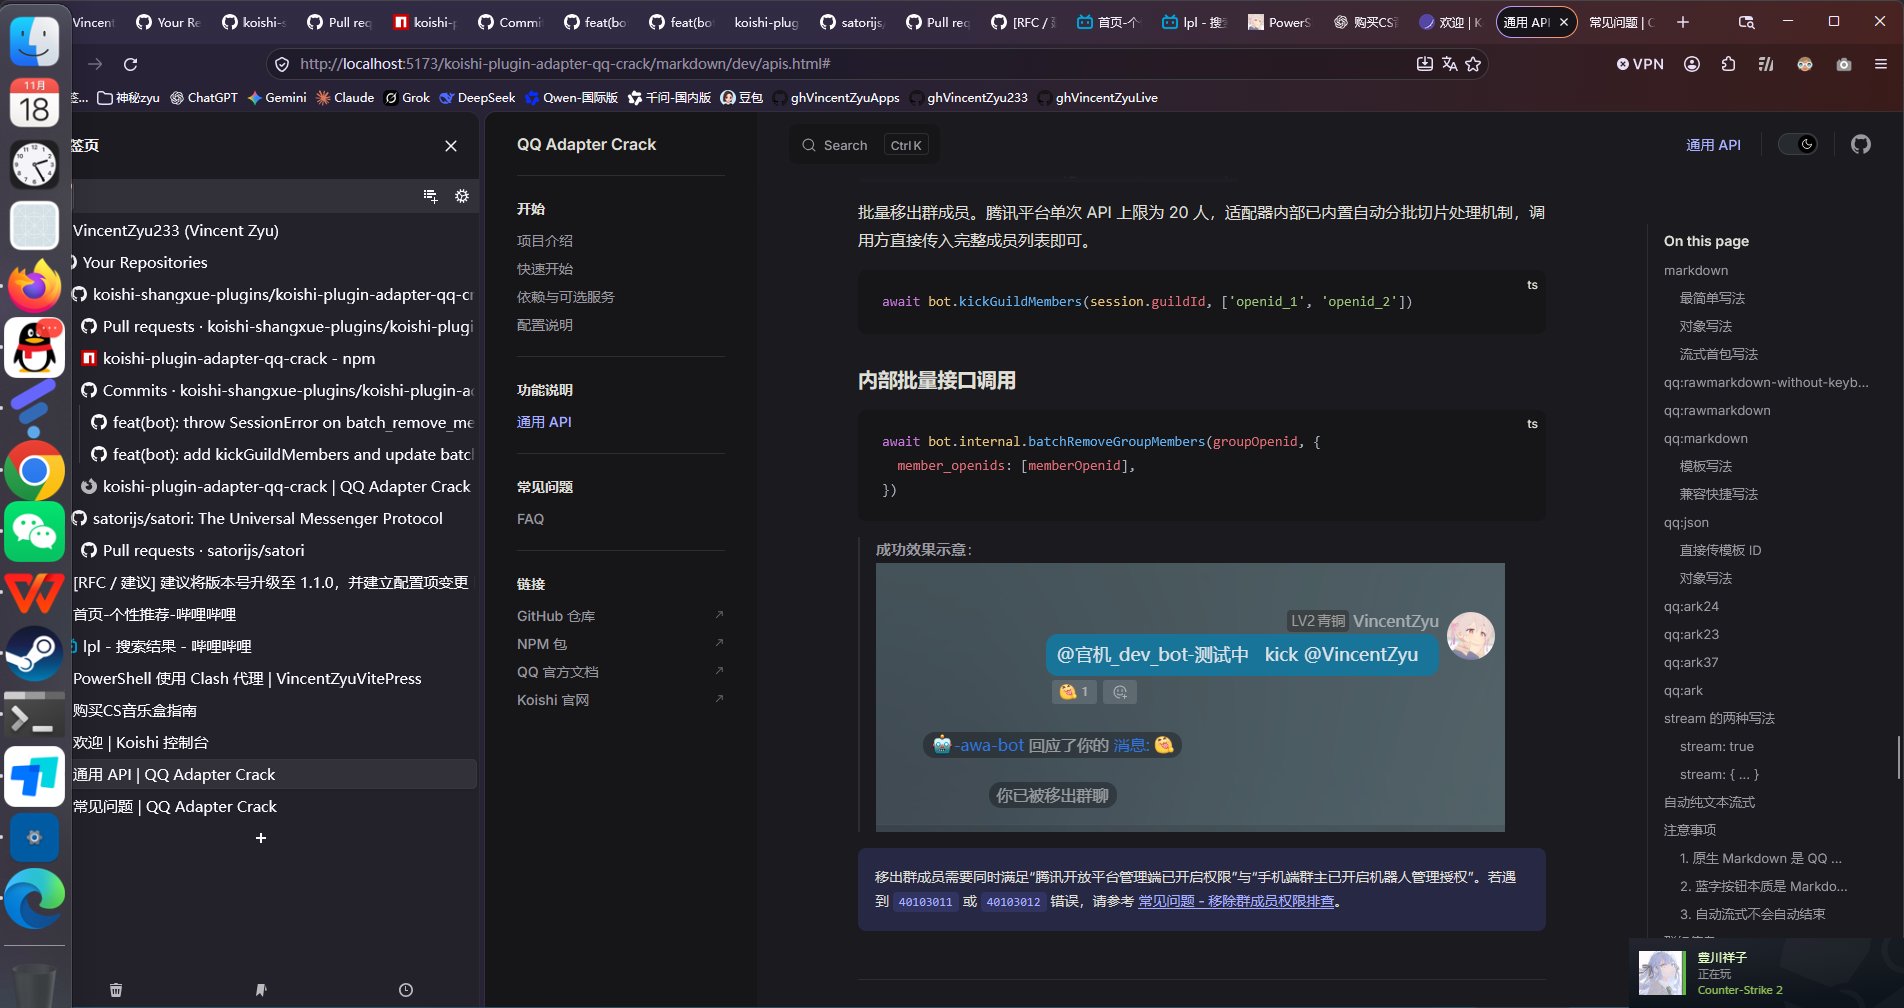 Vincent
Your Re
koishi-s
Pull req
koishi-p
Commi
feat(bo
feat(bo
koishi-plug
satorijs/
Pull req
[RFC / 建
首页-个
lpl - 搜索
PowerS
购买CS音
欢迎 | K
通用 API
常见问题 | C
http://localhost:5173/koishi-plugin-adapter-qq-crack/markdown/dev/apis.html#
VPN
签...
神秘zyu
ChatGPT
Gemini
Claude
Grok
DeepSeek
Qwen-国际版
千问-国内版
豆包
ghVincentZyuApps
ghVincentZyu233
ghVincentZyuLive
11月
18
签页
VincentZyu233 (Vincent Zyu)
Your Repositories
koishi-shangxue-plugins/koishi-plugin-adapter-qq-cr
Pull requests · koishi-shangxue-plugins/koishi-plugi
koishi-plugin-adapter-qq-crack - npm
Commits · koishi-shangxue-plugins/koishi-plugin-ad
feat(bot): throw SessionError on batch_remove_me
feat(bot): add kickGuildMembers and update batch
koishi-plugin-adapter-qq-crack | QQ Adapter Crack
satorijs/satori: The Universal Messenger Protocol
Pull requests · satorijs/satori
[RFC / 建议] 建议将版本号升级至 1.1.0，并建立配置项变更
首页-个性推荐-哔哩哔哩
lpl - 搜索结果 - 哔哩哔哩
PowerShell 使用 Clash 代理 | VincentZyuVitePress
购买CS音乐盒指南
欢迎 | Koishi 控制台
通用 API | QQ Adapter Crack
常见问题 | QQ Adapter Crack
QQ Adapter Crack
开始
项目介绍
快速开始
依赖与可选服务
配置说明
功能说明
通用 API
常见问题
FAQ
链接
GitHub 仓库
NPM 包
QQ 官方文档
Koishi 官网
Search
Ctrl K
通用 API
批量移出群成员。腾讯平台单次 API 上限为 20 人，适配器内部已内置自动分批切片处理机制，调
用方直接传入完整成员列表即可。
ts
await bot.kickGuildMembers(session.guildId, ['openid_1', 'openid_2'])
内部批量接口调用
ts
await bot.internal.batchRemoveGroupMembers(groupOpenid, {
member_openids: [memberOpenid],
})
成功效果示意：
LV2 青铜 VincentZyu
@官机_dev_bot-测试中 kick @VincentZyu
1
-awa-bot 回应了你的 消息:
你已被移出群聊
移出群成员需要同时满足“腾讯开放平台管理端已开启权限”与“手机端群主已开启机器人管理授权”。若遇
到 40103011 或 40103012 错误，请参考 常见问题 - 移除群成员权限排查。
On this page
markdown
最简单写法
对象写法
流式首包写法
qq:rawmarkdown-without-keyb...
qq:rawmarkdown
qq:markdown
模板写法
兼容快捷写法
qq:json
直接传模板 ID
对象写法
qq:ark24
qq:ark23
qq:ark37
qq:ark
stream 的两种写法
stream: true
stream: { ... }
自动纯文本流式
注意事项
1. 原生 Markdown 是 QQ ...
2. 蓝字按钮本质是 Markdo...
3. 自动流式不会自动结束
豊川祥子
正在玩
Counter-Strike 2